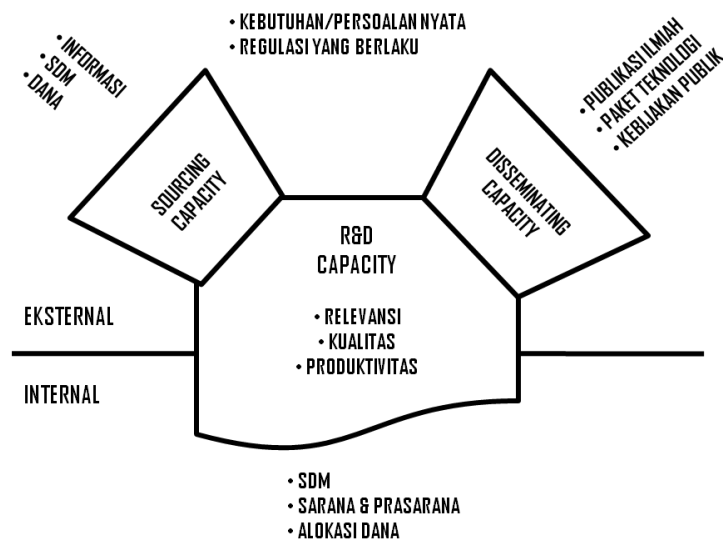 • KEBUTUHAN/PERSOALAN NYATA
• REGULASI YANG BERLAKU
• INFORMASI
• SDM
• DANA
• PUBLIKASI ILMIAH
• PAKET TEKNOLOGI
• KEBIJAKAN PUBLIK
SOURCING
CAPACITY
DISSEMINATING
CAPACITY
R&D
CAPACITY
• RELEVANSI
• KUALITAS
• PRODUKTIVITAS
EKSTERNAL
INTERNAL
• SDM
• SARANA & PRASARANA
• ALOKASI DANA